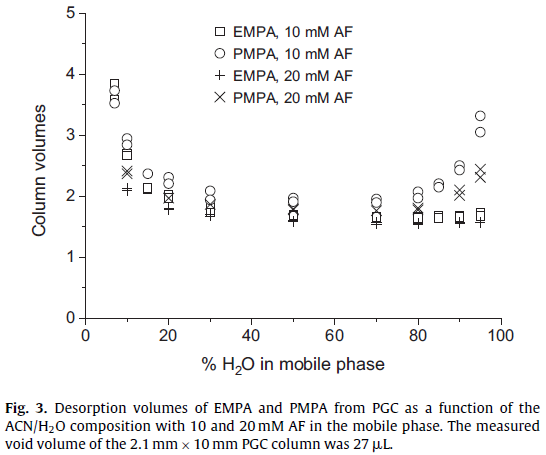 5
4
3
2
1
0
Column volumes
EMPA, 10 mM AF
PMPA, 10 mM AF
EMPA, 20 mM AF
PMPA, 20 mM AF
0 20 40 60 80 100
% H₂O in mobile phase
Fig. 3. Desorption volumes of EMPA and PMPA from PGC as a function of the
ACN/H₂O composition with 10 and 20 mM AF in the mobile phase. The measured
void volume of the 2.1 mm × 10 mm PGC column was 27 μL.